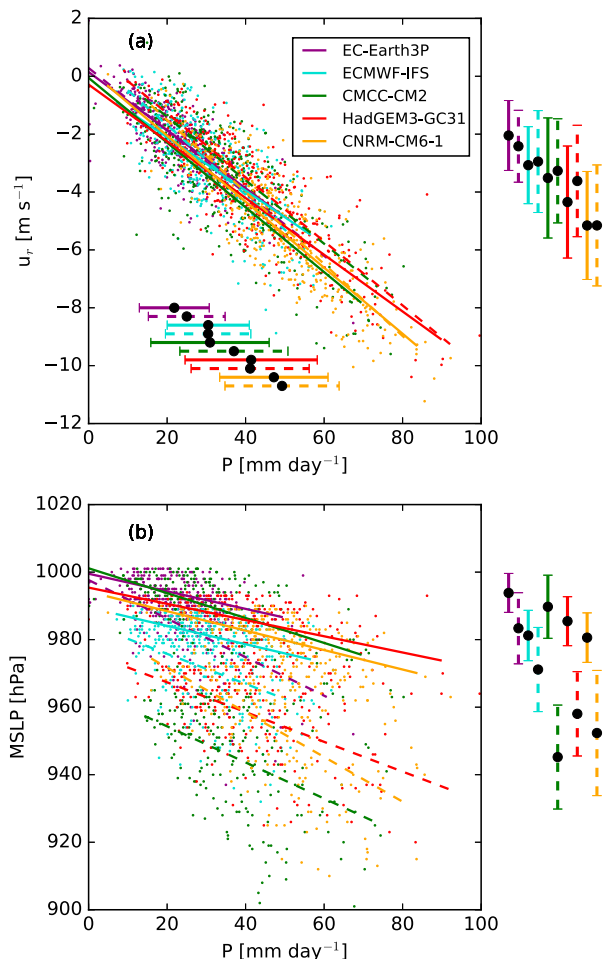 2
(a)
EC-Earth3P
ECMWF-IFS
CMCC-CM2
HadGEM3-GC31
CNRM-CM6-1
0
−2
−4
−6
−8
−10
−12
uᵣ [m s⁻¹]
0 20 40 60 80 100
P [mm day⁻¹]
1020
(b)
1000
980
960
940
920
900
MSLP [hPa]
0 20 40 60 80 100
P [mm day⁻¹]